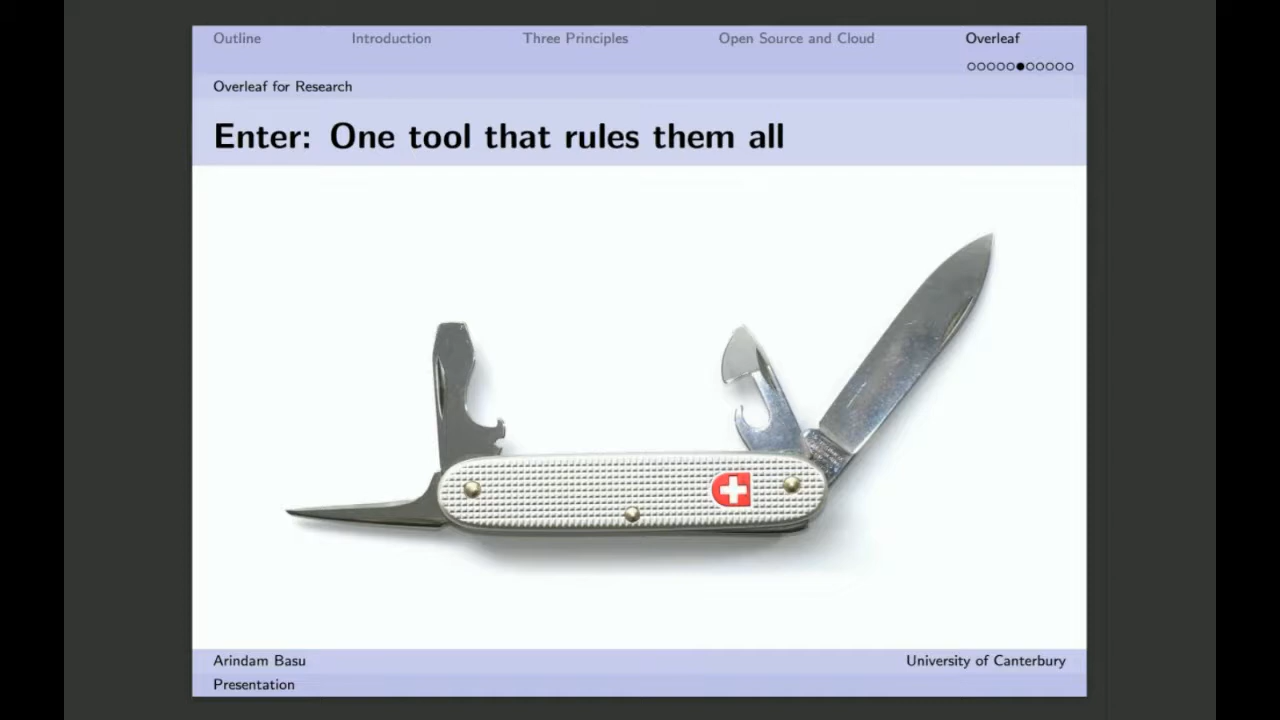 Outline Introduction Three Principles Open Source and Cloud Overleaf
Overleaf for Research
Enter: One tool that rules them all
Arindam Basu University of Canterbury
Presentation